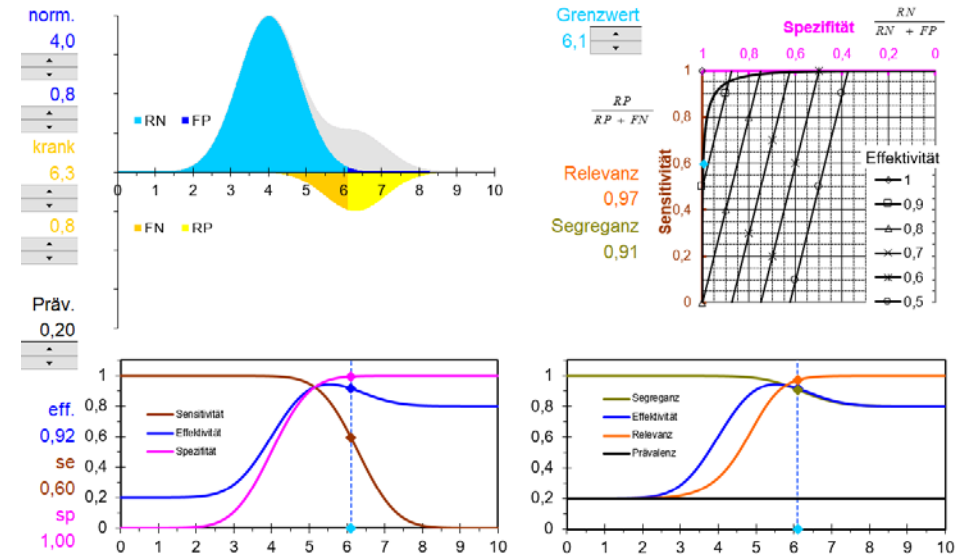 norm.
4,0
0,8
krank
6,3
0,8
Präv.
0,20
eff.
0,92
se
0,60
sp
1,00
RN FP
0 1 2 3 4 5 6 7 8 9 10
FN RP
Grenzwert
6,1
Spezifität
RN
RN + FP
1 0,8 0,6 0,4 0,2 0
RP
RP + FN
Relevanz
0,97
Segreganz
0,91
Sensitivität
1
0,8
0,6
0,4
0,2
0
Effektivität
1
0,9
0,8
0,7
0,6
0,5
1
0,8
0,6
0,4
0,2
0
Sensitivität
Effektivität
Spezifität
0 1 2 3 4 5 6 7 8 9 10
1
0,8
0,6
0,4
0,2
0
Segreganz
Effektivität
Relevanz
Prävalenz
0 1 2 3 4 5 6 7 8 9 10